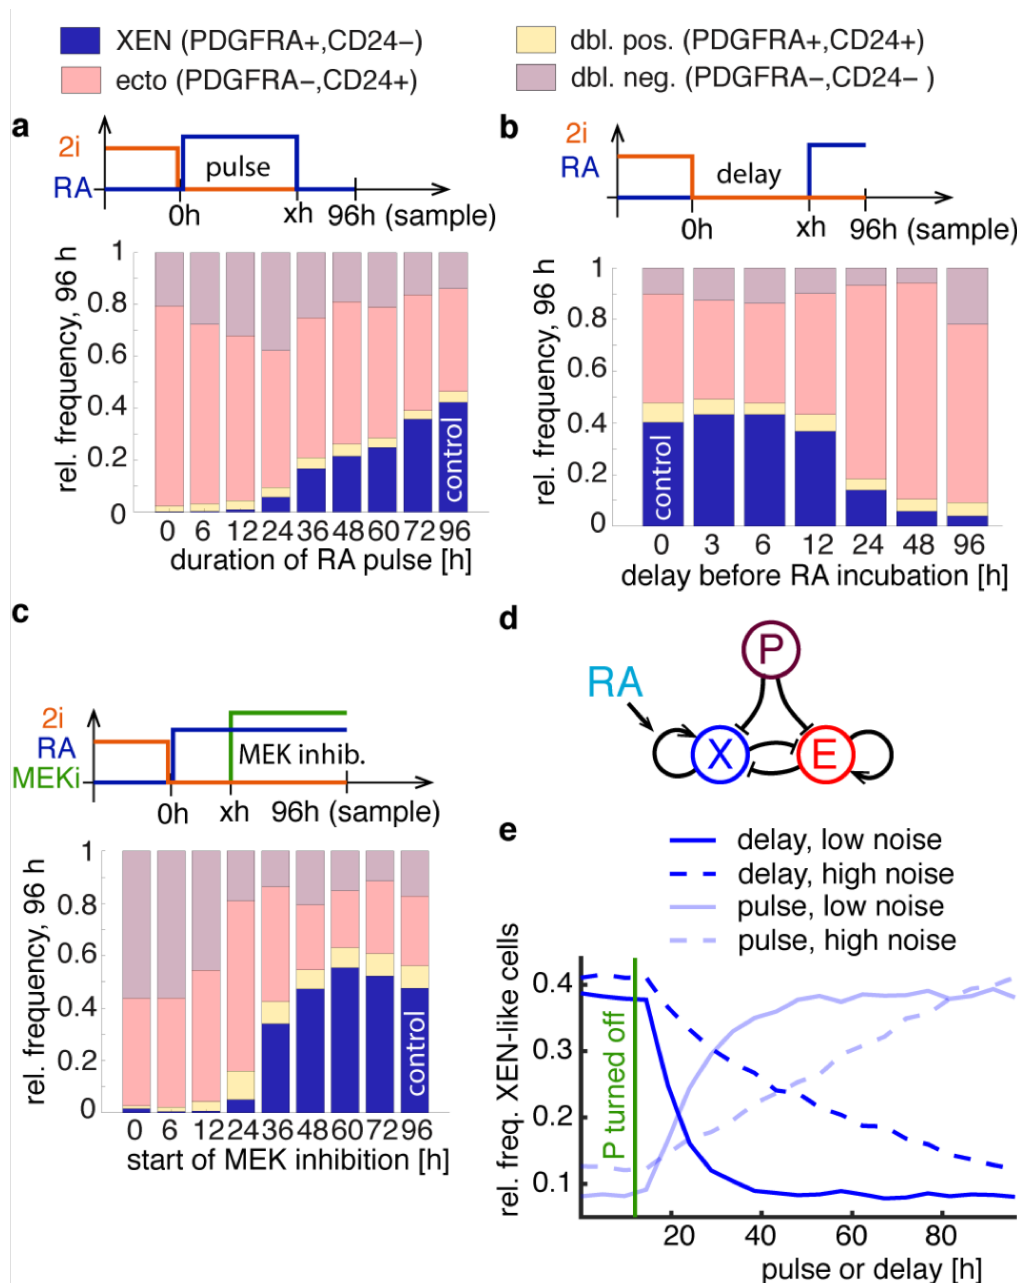 XEN (PDGFRA+,CD24−)
ecto (PDGFRA−,CD24+)
dbl. pos. (PDGFRA+,CD24+)
dbl. neg. (PDGFRA−,CD24− )
a
2i
RA
pulse
0h
xh
96h (sample)
rel. frequency, 96 h
1
0.8
0.6
0.4
0.2
0
control
0 6 12 24 36 48 60 72 96
duration of RA pulse [h]
b
2i
RA
delay
0h
xh
96h (sample)
rel. frequency, 96 h
1
0.8
0.6
0.4
0.2
0
control
0 3 6 12 24 48 96
delay before RA incubation [h]
c
2i
RA
MEKi
MEK inhib.
0h
xh
96h (sample)
rel. frequency, 96 h
1
0.8
0.6
0.4
0.2
0
control
0 6 12 24 36 48 60 72 96
start of MEK inhibition [h]
d
P
RA
X
E
e
delay, low noise
delay, high noise
pulse, low noise
pulse, high noise
rel. freq. XEN-like cells
0.4
0.3
0.2
0.1
P turned off
20 40 60 80
pulse or delay [h]